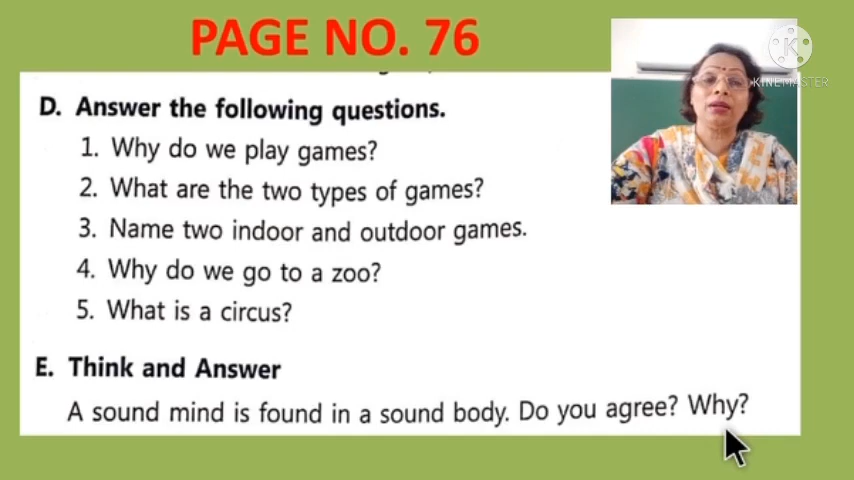 PAGE NO. 76
KINEMASTER
D. Answer the following questions.
1. Why do we play games?
2. What are the two types of games?
3. Name two indoor and outdoor games.
4. Why do we go to a zoo?
5. What is a circus?
E. Think and Answer
A sound mind is found in a sound body. Do you agree? Why?